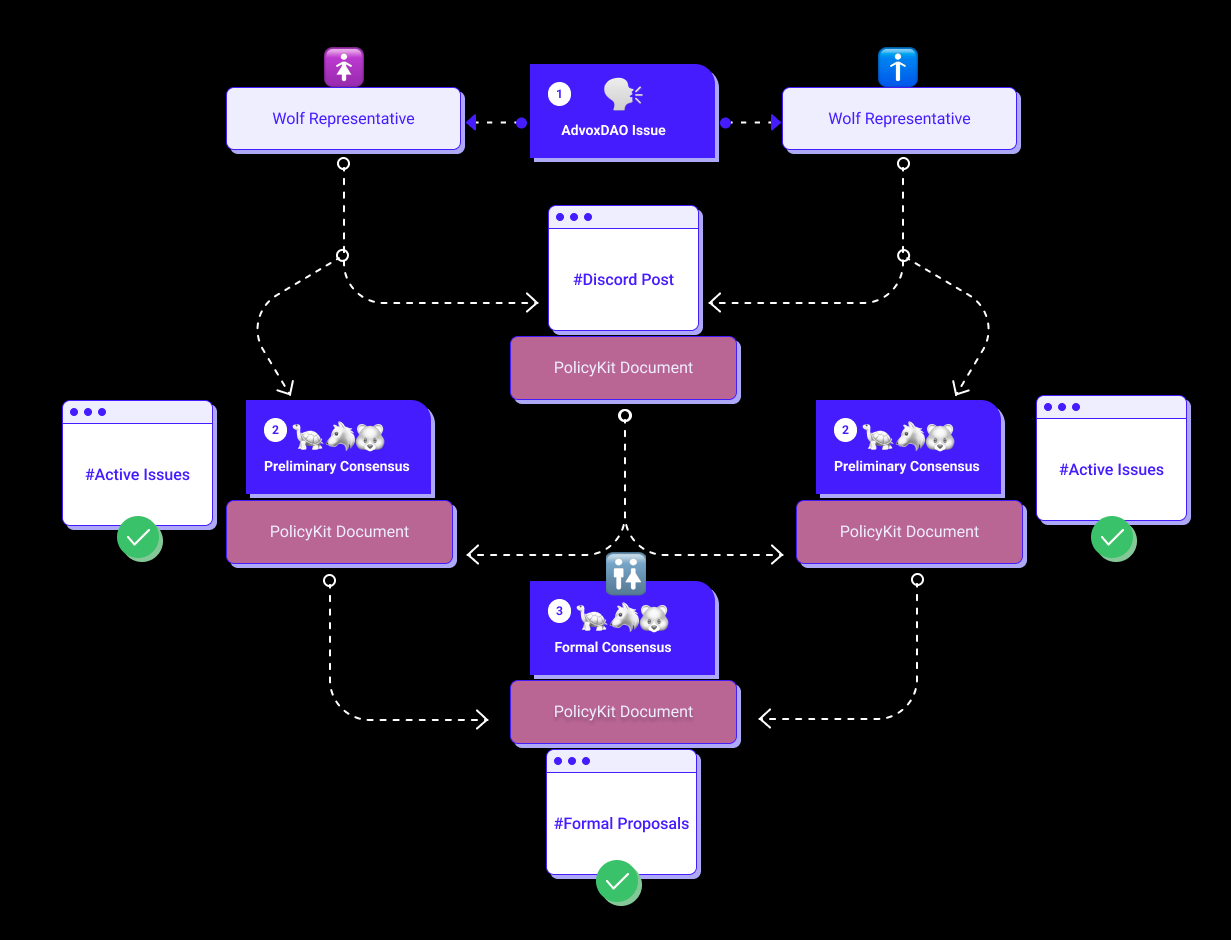 1
AdvoxDAO Issue
Wolf Representative
Wolf Representative
#Discord Post
PolicyKit Document
#Active Issues
2
Preliminary Consensus
PolicyKit Document
2
Preliminary Consensus
PolicyKit Document
#Active Issues
3
Formal Consensus
PolicyKit Document
#Formal Proposals